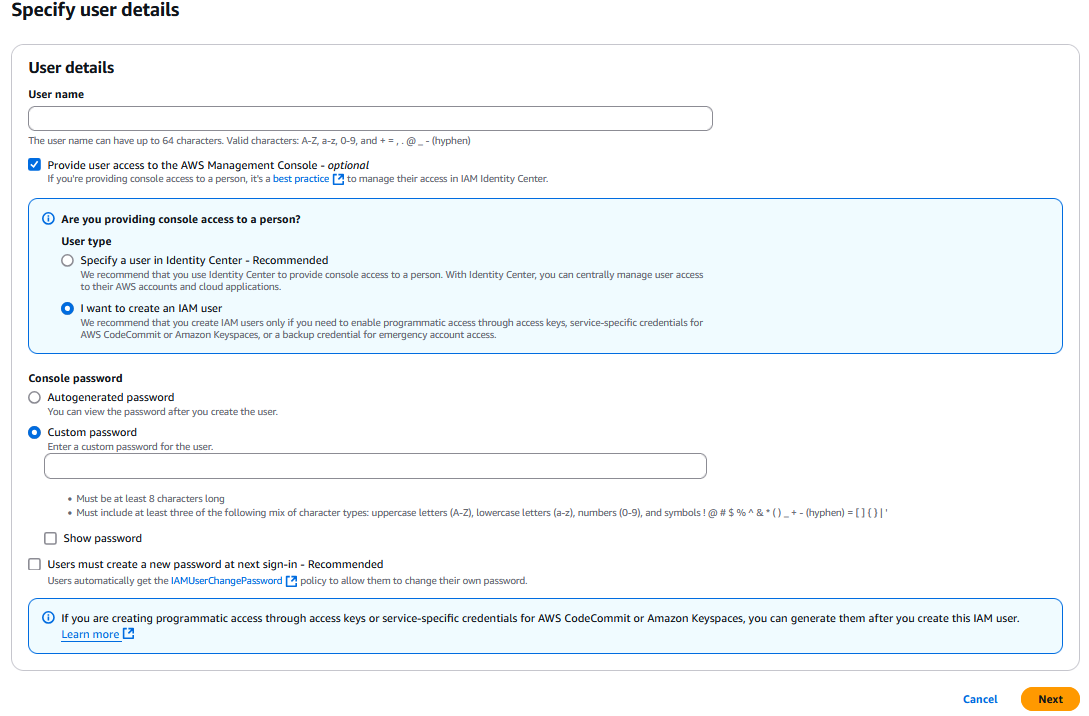 Specify user details
User details
User name
The user name can have up to 64 characters. Valid characters: A-Z, a-z, 0-9, and + = , . @ _ - (hyphen)
Provide user access to the AWS Management Console - optional
If you're providing console access to a person, it's a best practice to manage their access in IAM Identity Center.
Are you providing console access to a person?
User type
Specify a user in Identity Center - Recommended
We recommend that you use Identity Center to provide console access to a person. With Identity Center, you can centrally manage user access
to their AWS accounts and cloud applications.
I want to create an IAM user
We recommend that you create IAM users only if you need to enable programmatic access through access keys, service-specific credentials for
AWS CodeCommit or Amazon Keyspaces, or a backup credential for emergency account access.
Console password
Autogenerated password
You can view the password after you create the user.
Custom password
Enter a custom password for the user.
• Must be at least 8 characters long
• Must include at least three of the following mix of character types: uppercase letters (A-Z), lowercase letters (a-z), numbers (0-9), and symbols ! @ # $ % ^ & * ( ) _ + - (hyphen) = [ ] { } | '
Show password
Users must create a new password at next sign-in - Recommended
Users automatically get the IAMUserChangePassword policy to allow them to change their own password.
If you are creating programmatic access through access keys or service-specific credentials for AWS CodeCommit or Amazon Keyspaces, you can generate them after you create this IAM user.
Learn more
Cancel
Next